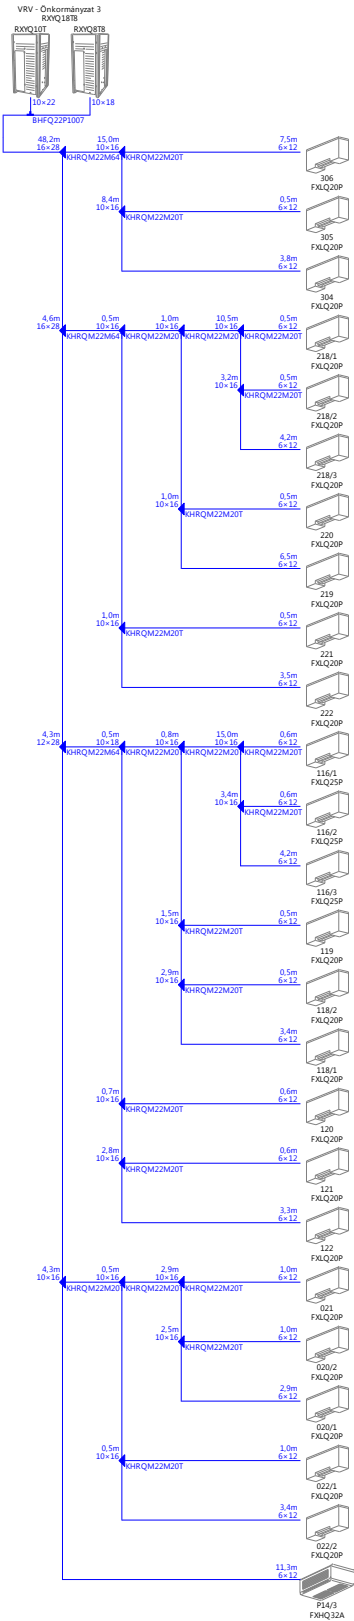 VRV - Önkormányzat 3
RXYQ18T8
RXYQ10T RXYQ8T8
10×22 10×18
BHFQ22P1007
48,2m 15,0m 7,5m
16×28 10×16 6×12
KHRQM22M64 KHRQM22M20T
306
FXLQ20P
8,4m 0,5m
10×16 6×12
KHRQM22M20T
305
FXLQ20P
3,8m
6×12
304
FXLQ20P
4,6m 0,5m 1,0m 10,5m 0,5m
16×28 10×16 10×16 10×16 6×12
KHRQM22M64 KHRQM22M20 KHRQM22M20 KHRQM22M20T
218/1
FXLQ20P
3,2m 0,5m
10×16 6×12
KHRQM22M20T
218/2
FXLQ20P
4,2m
6×12
218/3
FXLQ20P
1,0m 0,5m
10×16 6×12
KHRQM22M20T
220
FXLQ20P
6,5m
6×12
219
FXLQ20P
1,0m 0,5m
10×16 6×12
KHRQM22M20T
221
FXLQ20P
3,5m
6×12
222
FXLQ20P
4,3m 0,5m 0,8m 15,0m 0,6m
12×28 10×18 10×16 10×16 6×12
KHRQM22M64 KHRQM22M20 KHRQM22M20 KHRQM22M20T
116/1
FXLQ25P
3,4m 0,6m
10×16 6×12
KHRQM22M20T
116/2
FXLQ25P
4,2m
6×12
116/3
FXLQ25P
1,5m 0,5m
10×16 6×12
KHRQM22M20T
119
FXLQ20P
2,9m 0,5m
10×16 6×12
KHRQM22M20T
118/2
FXLQ20P
3,4m
6×12
118/1
FXLQ20P
0,7m 0,6m
10×16 6×12
KHRQM22M20T
120
FXLQ20P
2,8m 0,6m
10×16 6×12
KHRQM22M20T
121
FXLQ20P
3,3m
6×12
122
FXLQ20P
4,3m 0,5m 2,9m 1,0m
10×16 10×16 10×16 6×12
KHRQM22M20 KHRQM22M20T KHRQM22M20T
021
FXLQ20P
2,5m 1,0m
10×16 6×12
KHRQM22M20T
020/2
FXLQ20P
2,9m
6×12
020/1
FXLQ20P
0,5m 1,0m
10×16 6×12
KHRQM22M20T
022/1
FXLQ20P
3,4m
6×12
022/2
FXLQ20P
11,3m
6×12
P14/3
FXHQ32A